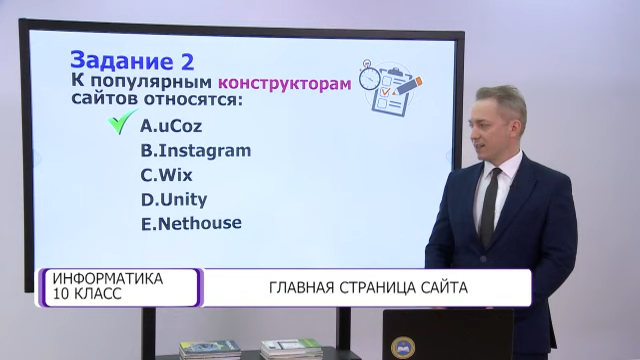 Задание 2
К популярным конструкторам
сайтов относятся:
A.uCoz
B.Instagram
C.Wix
D.Unity
E.Nethouse
ИНФОРМАТИКА
10 КЛАСС
ГЛАВНАЯ СТРАНИЦА САЙТА